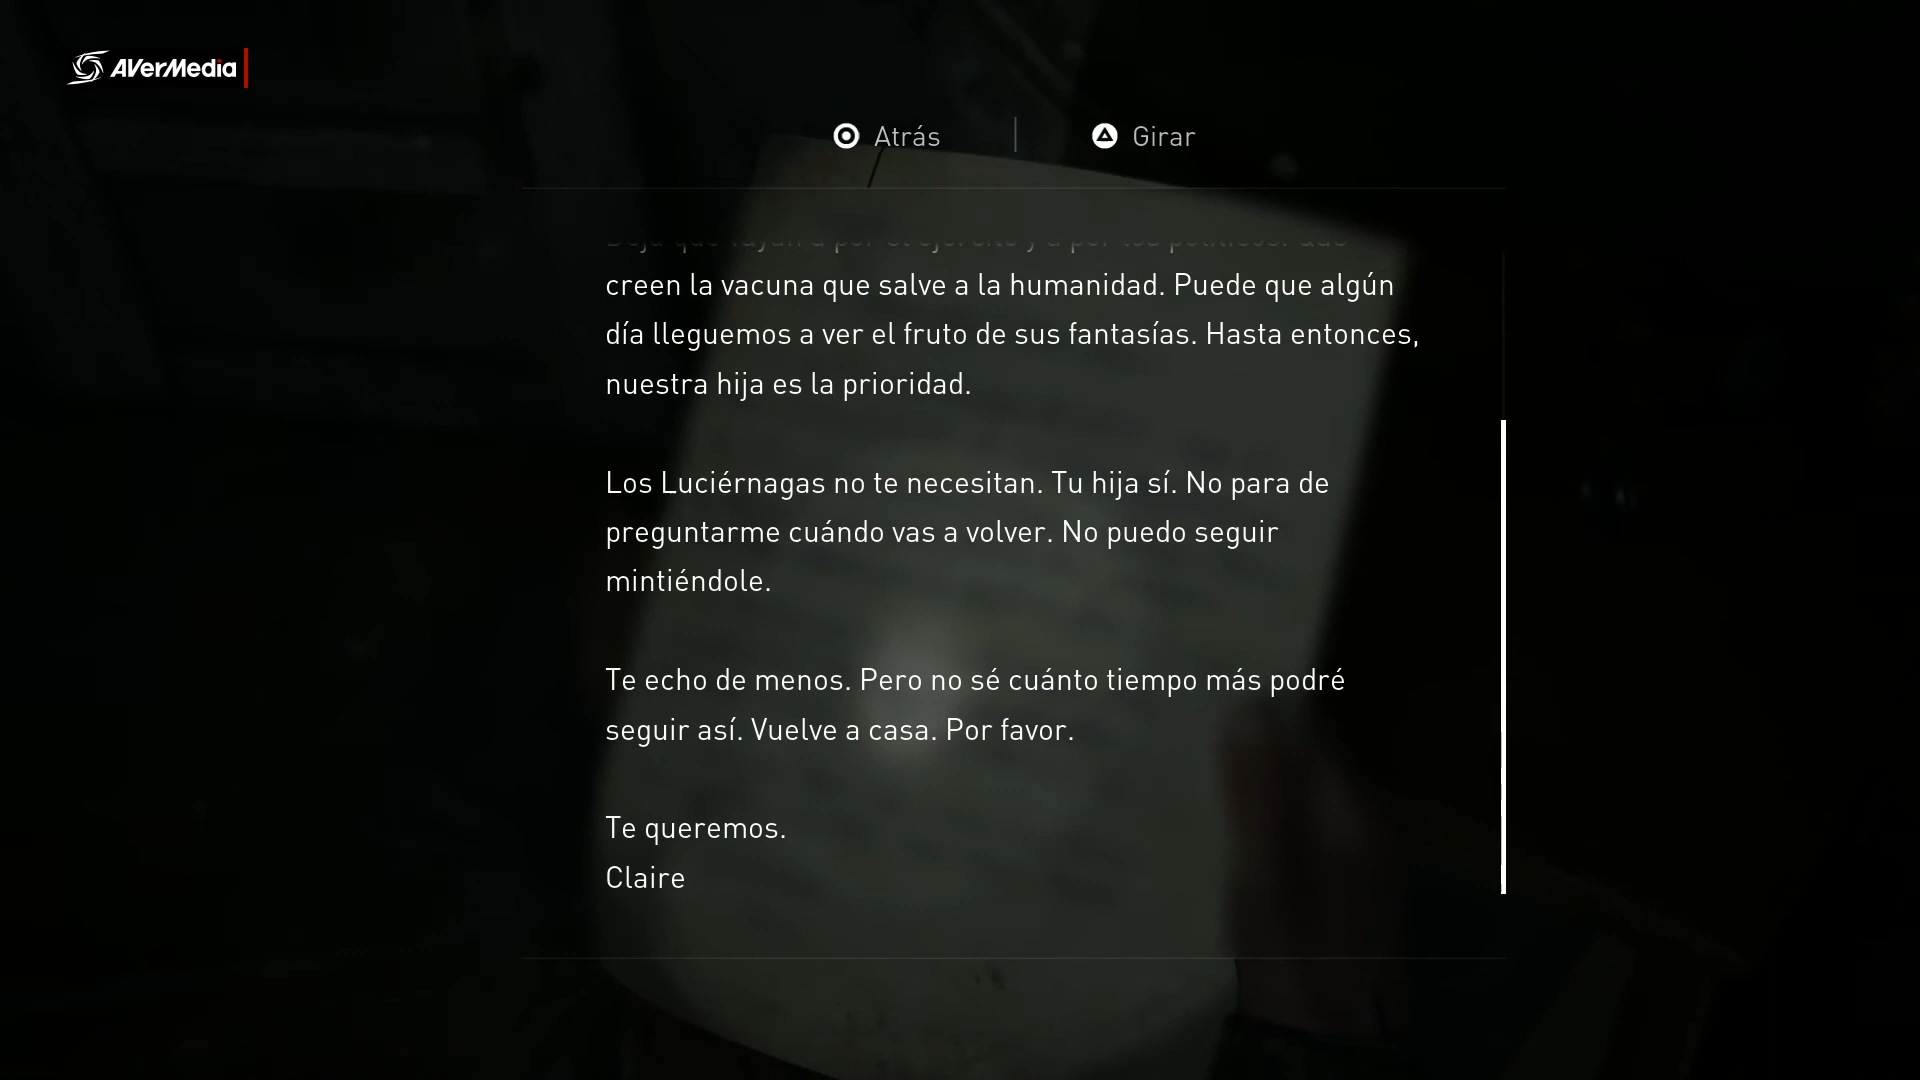 AVerMedia
Atrás
Girar
creen la vacuna que salve a la humanidad. Puede que algún
día lleguemos a ver el fruto de sus fantasías. Hasta entonces,
nuestra hija es la prioridad.
Los Luciérnagas no te necesitan. Tu hija sí. No para de
preguntarme cuándo vas a volver. No puedo seguir
mintiéndole.
Te echo de menos. Pero no sé cuánto tiempo más podré
seguir así. Vuelve a casa. Por favor.
Te queremos.
Claire